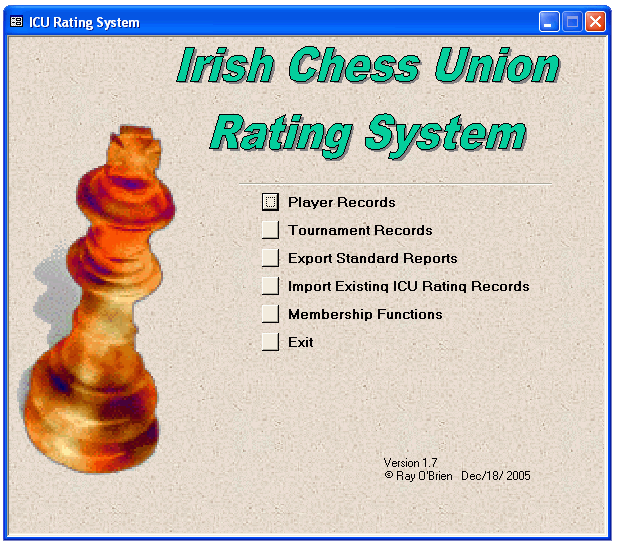 ICU Rating System
Irish Chess Union
Rating System
Player Records
Tournament Records
Export Standard Reports
Import Existing ICU Rating Records
Membership Functions
Exit
Version 1.7
© Ray O'Brien Dec/18/ 2005